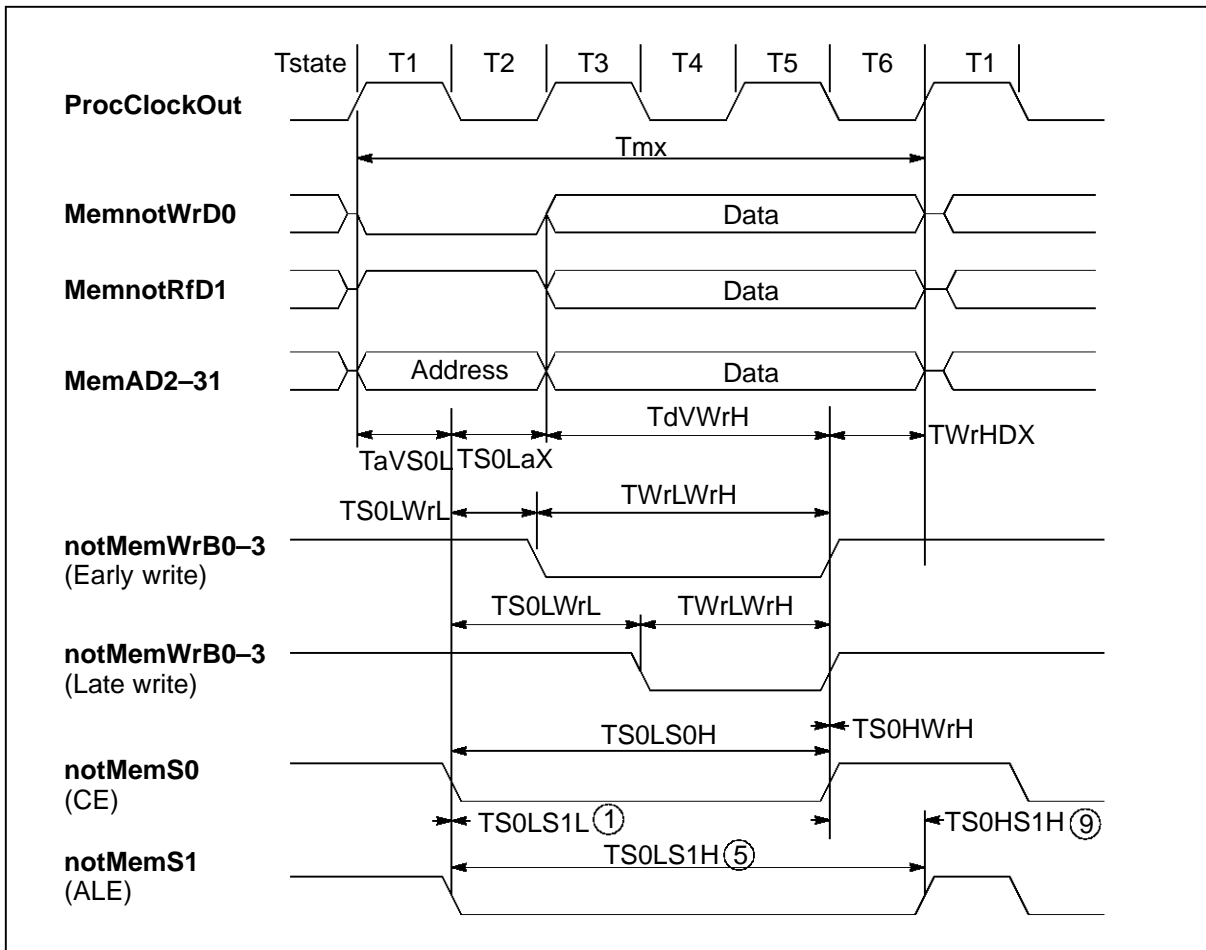 Tstate T1 T2 T3 T4 T5 T6 T1
ProcClockOut
Tmx
MemnotWrD0 Data
MemnotRfD1 Data
MemAD2–31 Address Data
TdVWrH
TaVS0L TS0LaX TWrHDX
TS0LWrL TWrLWrH
notMemWrB0–3
(Early write)
TS0LWrL TWrLWrH
notMemWrB0–3
(Late write)
TS0LS0H TS0HWrH
notMemS0
(CE)
TS0LS1L 1 TS0HS1H 9
TS0LS1H 5
notMemS1
(ALE)